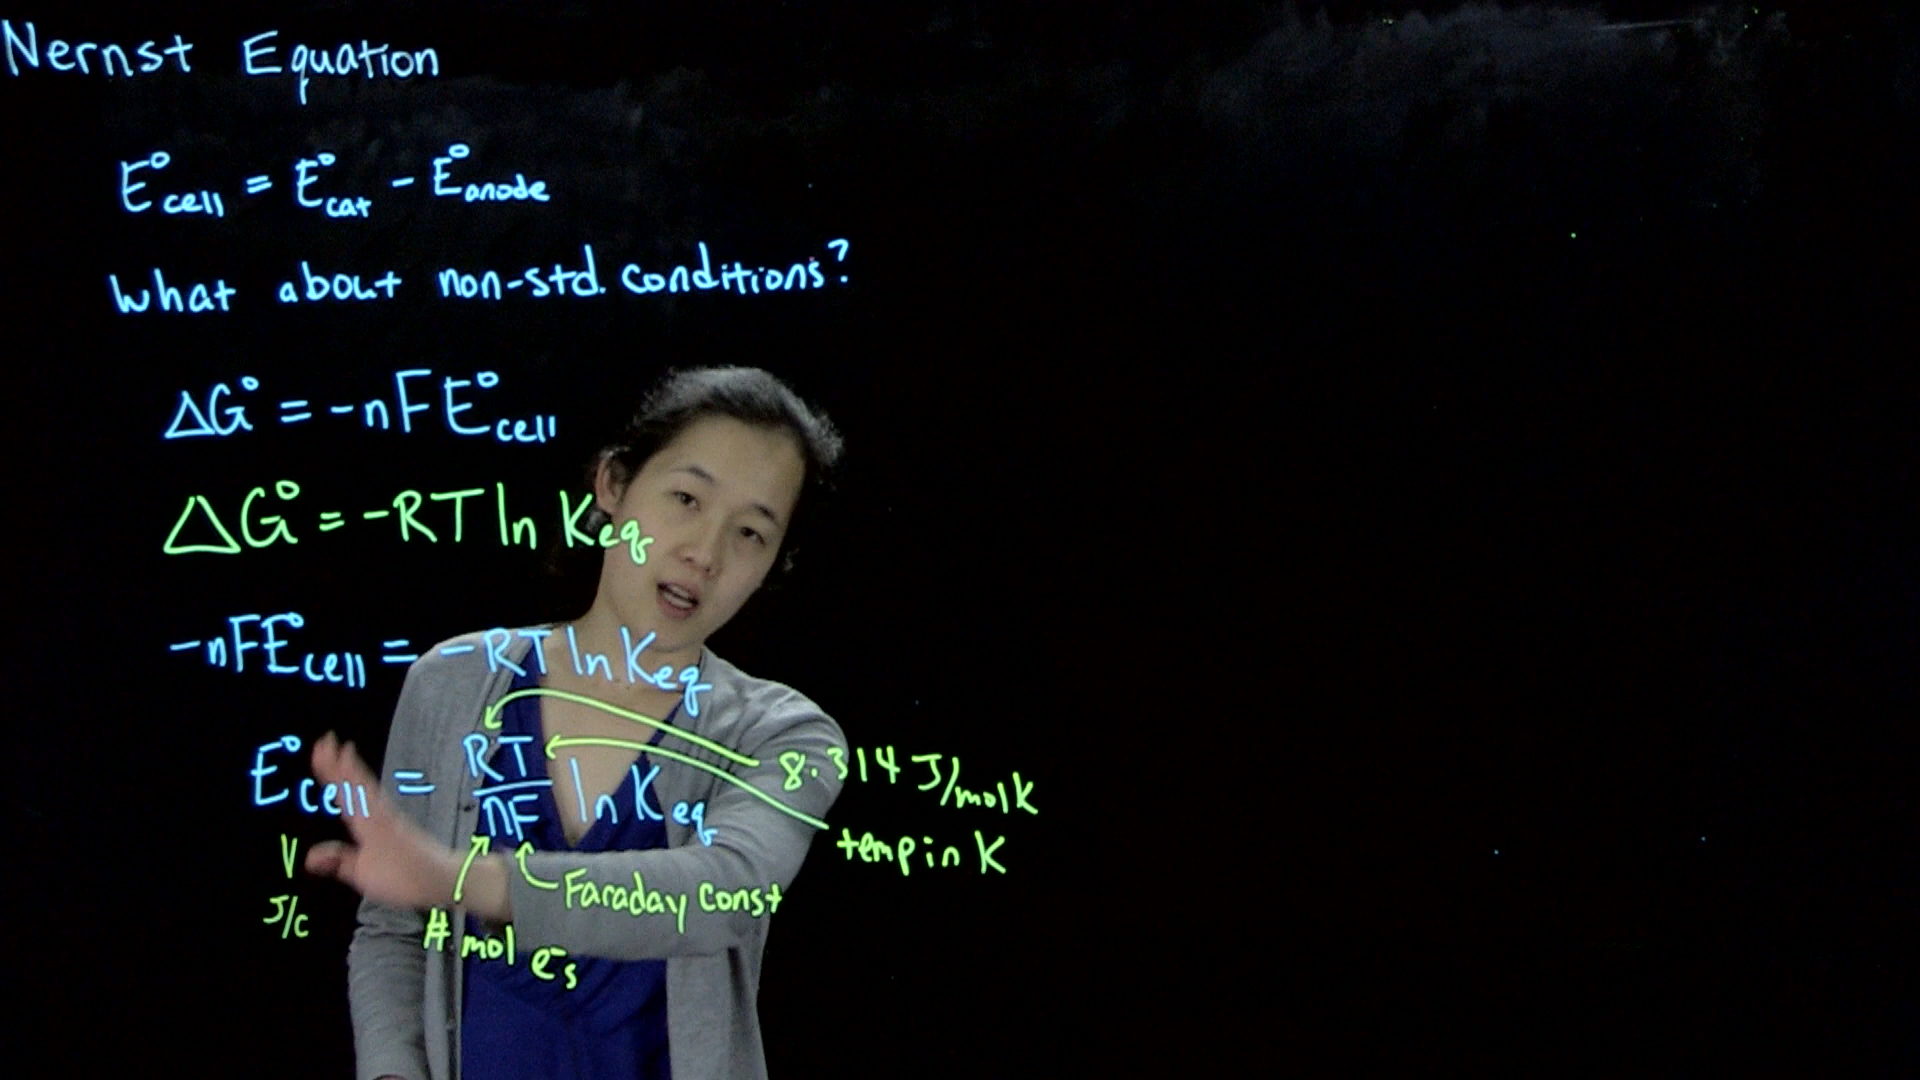 Nernst Equation
E°cell = E°cat - E°anode
What about non-std. conditions?
ΔG° = -nFE°cell
ΔG° = -RT ln Keq
-nFE°cell = -RT ln Keq
E°cell = RT/nF ln Keq
8.314 J/mol K
temp in K
V
J/C
Faraday const
# mol e⁻s